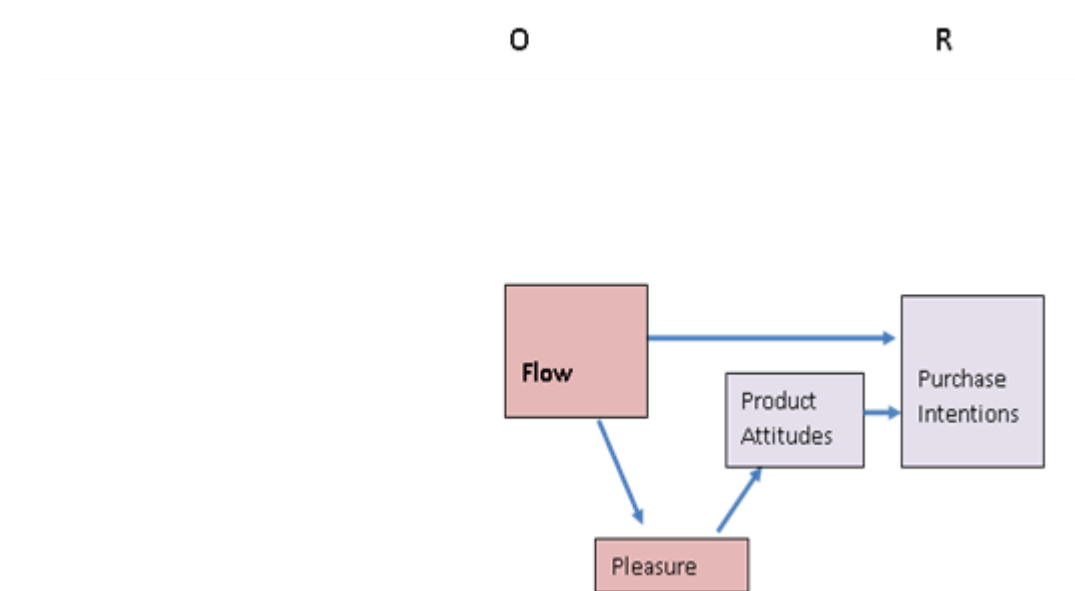 O
R
Flow
Product
Attitudes
Purchase
Intentions
Pleasure